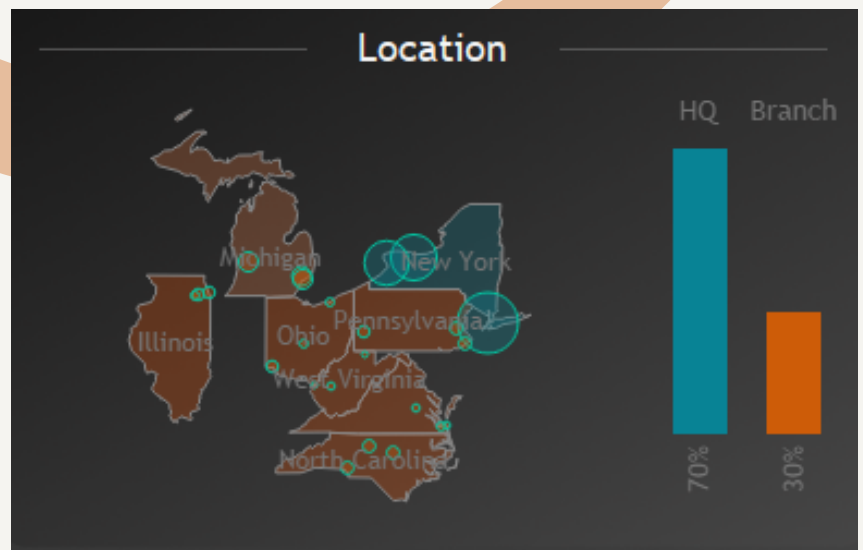 Location
HQ Branch
Michigan
New York
Pennsylvania
Illinois
Ohio
West Virginia
North Carolina
70%
30%